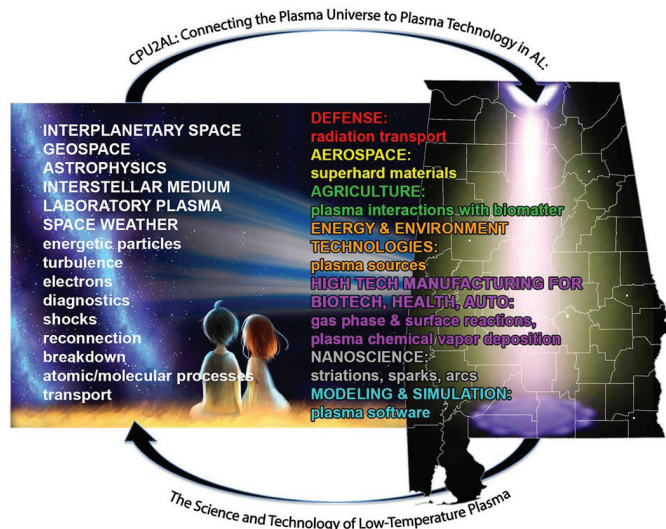 CPU2AL: Connecting the Plasma Universe to Plasma Technology in AL:
INTERPLANETARY SPACE
GEOSPACE
ASTROPHYSICS
INTERSTELLAR MEDIUM
LABORATORY PLASMA
SPACE WEATHER
energetic particles
turbulence
electrons
diagnostics
shocks
reconnection
breakdown
atomic/molecular processes
transport
DEFENSE:
radiation transport
AEROSPACE:
superhard materials
AGRICULTURE:
plasma interactions with biomatter
ENERGY & ENVIRONMENT
TECHNOLOGIES:
plasma sources
HIGH TECH MANUFACTURING FOR
BIOTECH, HEALTH, AUTO:
gas phase & surface reactions,
plasma chemical vapor deposition
NANOSCIENCE:
striations, sparks, arcs
MODELING & SIMULATION:
plasma software
The Science and Technology of Low-Temperature Plasma